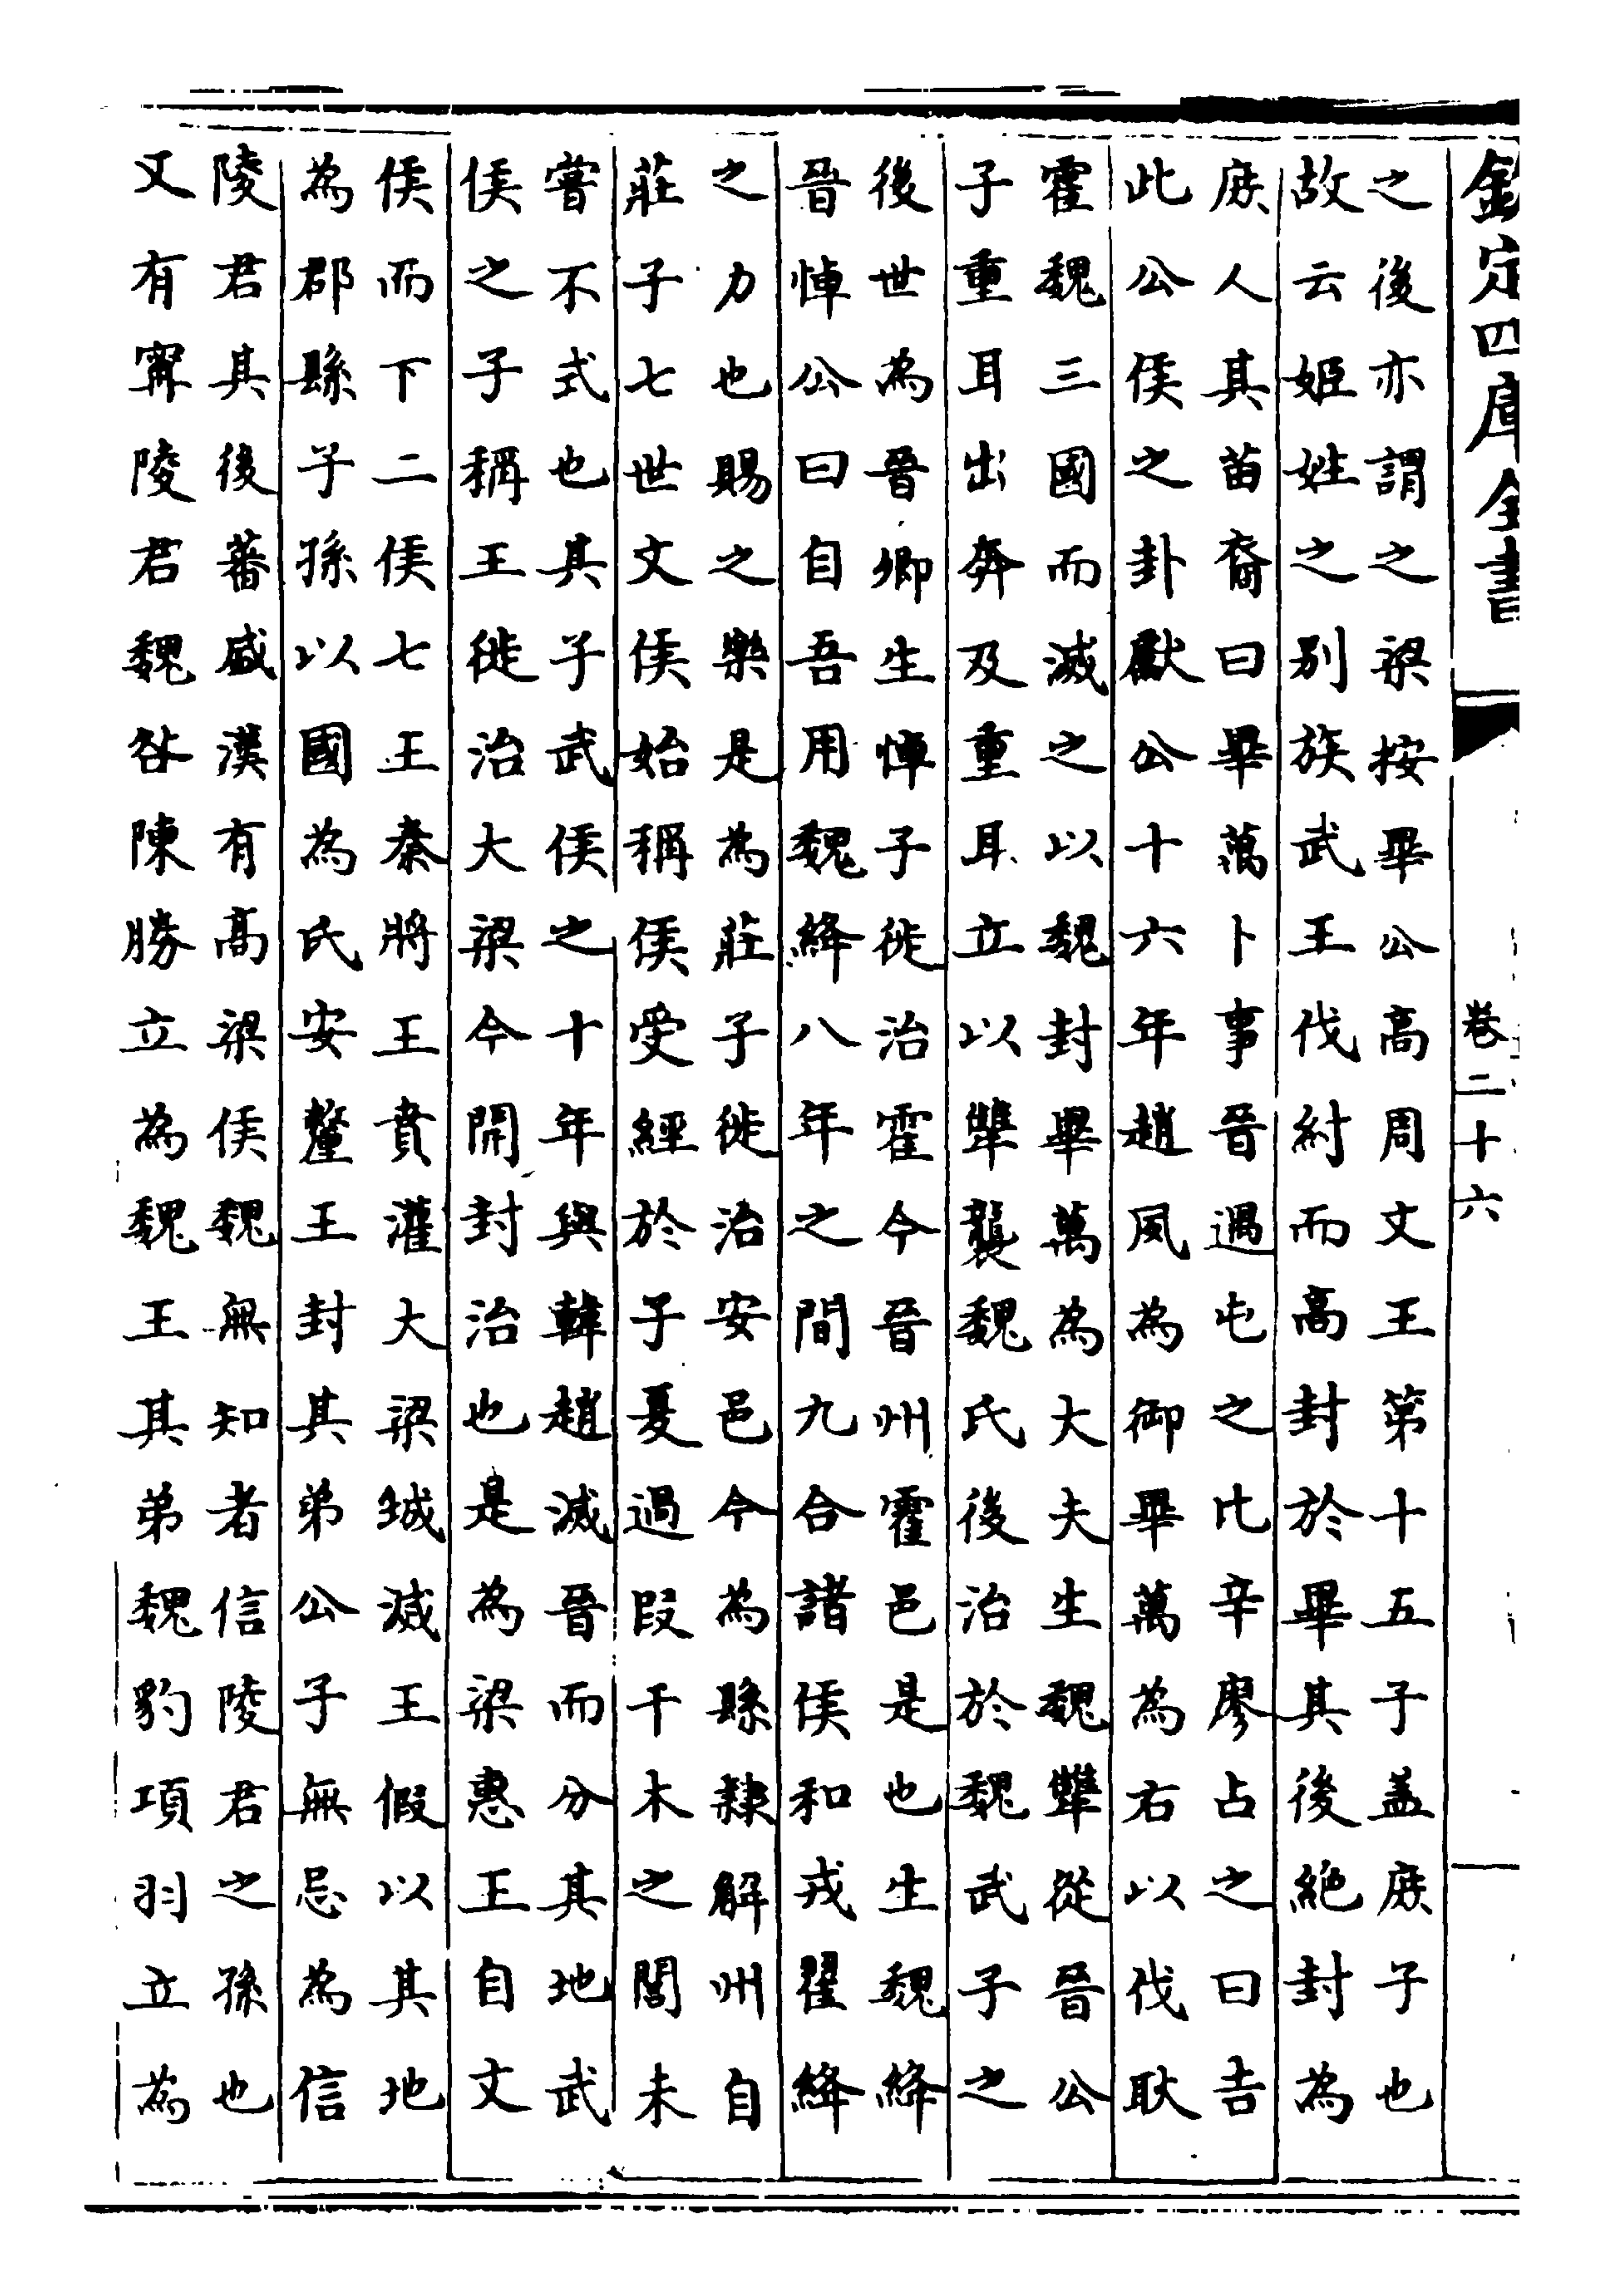 欽定四庫全書
卷二十六
之後亦謂之梁按畢公高周文王第十五子葢庶子也
故云姬姓之别族武王伐紂而髙封於畢其後絶封為
庶人其苗裔曰畢萬卜事晉遇屯之比辛廖占之曰吉
此公侯之卦獻公十六年趙夙為御畢萬為右以伐耿
霍魏三國而滅之以魏封畢萬為大夫生魏犨從晉公
子重耳出奔及重耳立以犨襲魏氏後治於魏武子之
後世為晉卿生悼子徙治霍今晉州霍邑是也生魏絳
晉悼公曰自吾用魏絳八年之間九合諸侯和戎翟絳
之力也賜之樂是為莊子徙治安邑今為縣隸解州自
莊子七世文侯始稱侯受經於子夏過段干木之閭未
嘗不式也其子武侯之十年與韓趙滅晉而分其地武
侯之子稱王徙治大梁今開封治也是為梁惠王自文
侯而下二侯七王秦將王賁灌大梁城滅王假以其地
為郡縣子孫以國為氏安釐王封其弟公子無忌為信
陵君其後蕃盛漢有髙梁侯魏無知者信陵君之孫也
又有甯陵君魏咎陳勝立為魏王其弟魏豹項羽立為